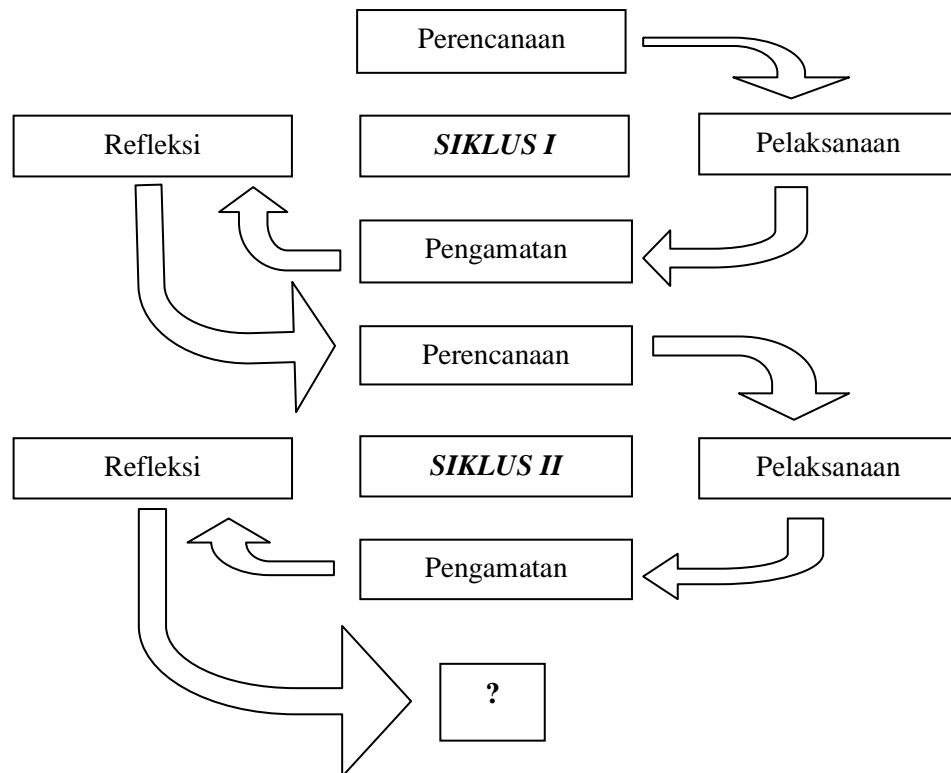 Perencanaan
Refleksi
SIKLUS I
Pelaksanaan
Pengamatan
Perencanaan
Refleksi
SIKLUS II
Pelaksanaan
Pengamatan
?